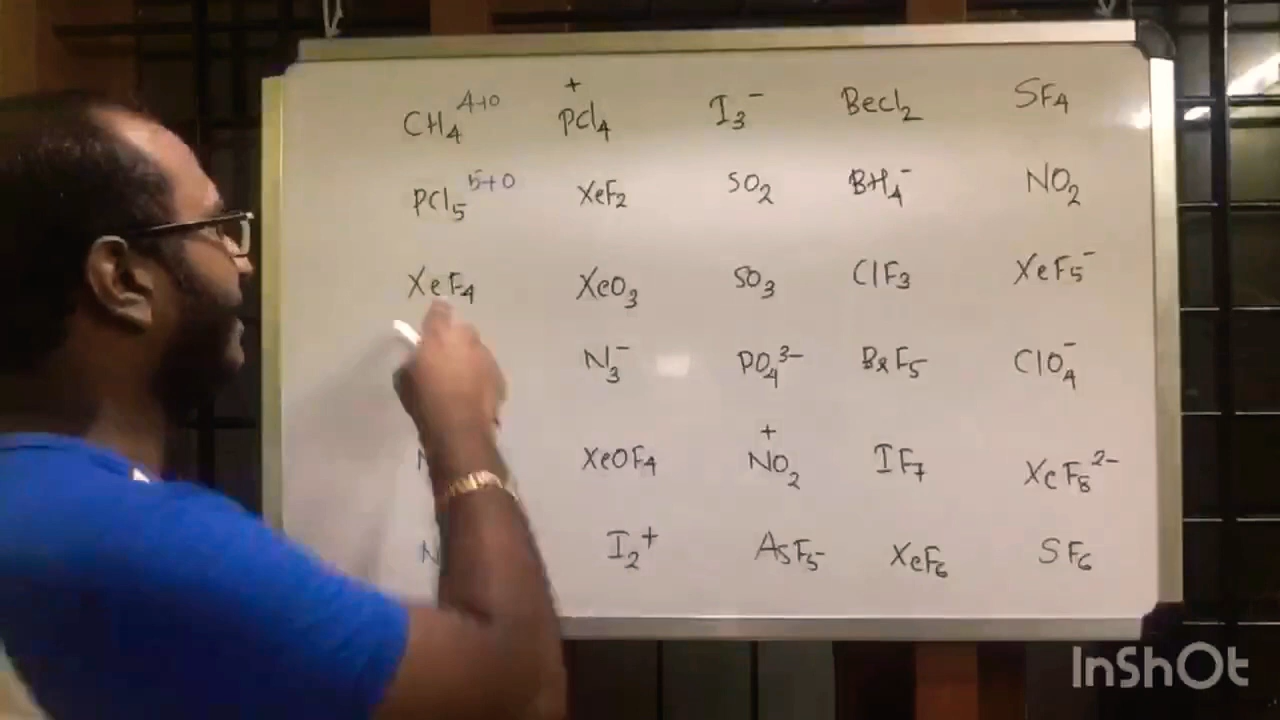 CH₄ 4+0 PCl₄⁺ I₃⁻ Becl₂ SF₄
PCl₅ 5+0 XeF₂ SO₂ BH₄⁻ NO₂
XeF₄ XeO₃ SO₃ ClF₃ XeF₅⁻
N₃⁻ PO₄³⁻ BrF₅ ClO₄⁻
N XeOF₄ NO₂⁺ IF₇ XeF₈²⁻
N I₂⁺ AsF₅⁻ XeF₆ SF₆
InShOt